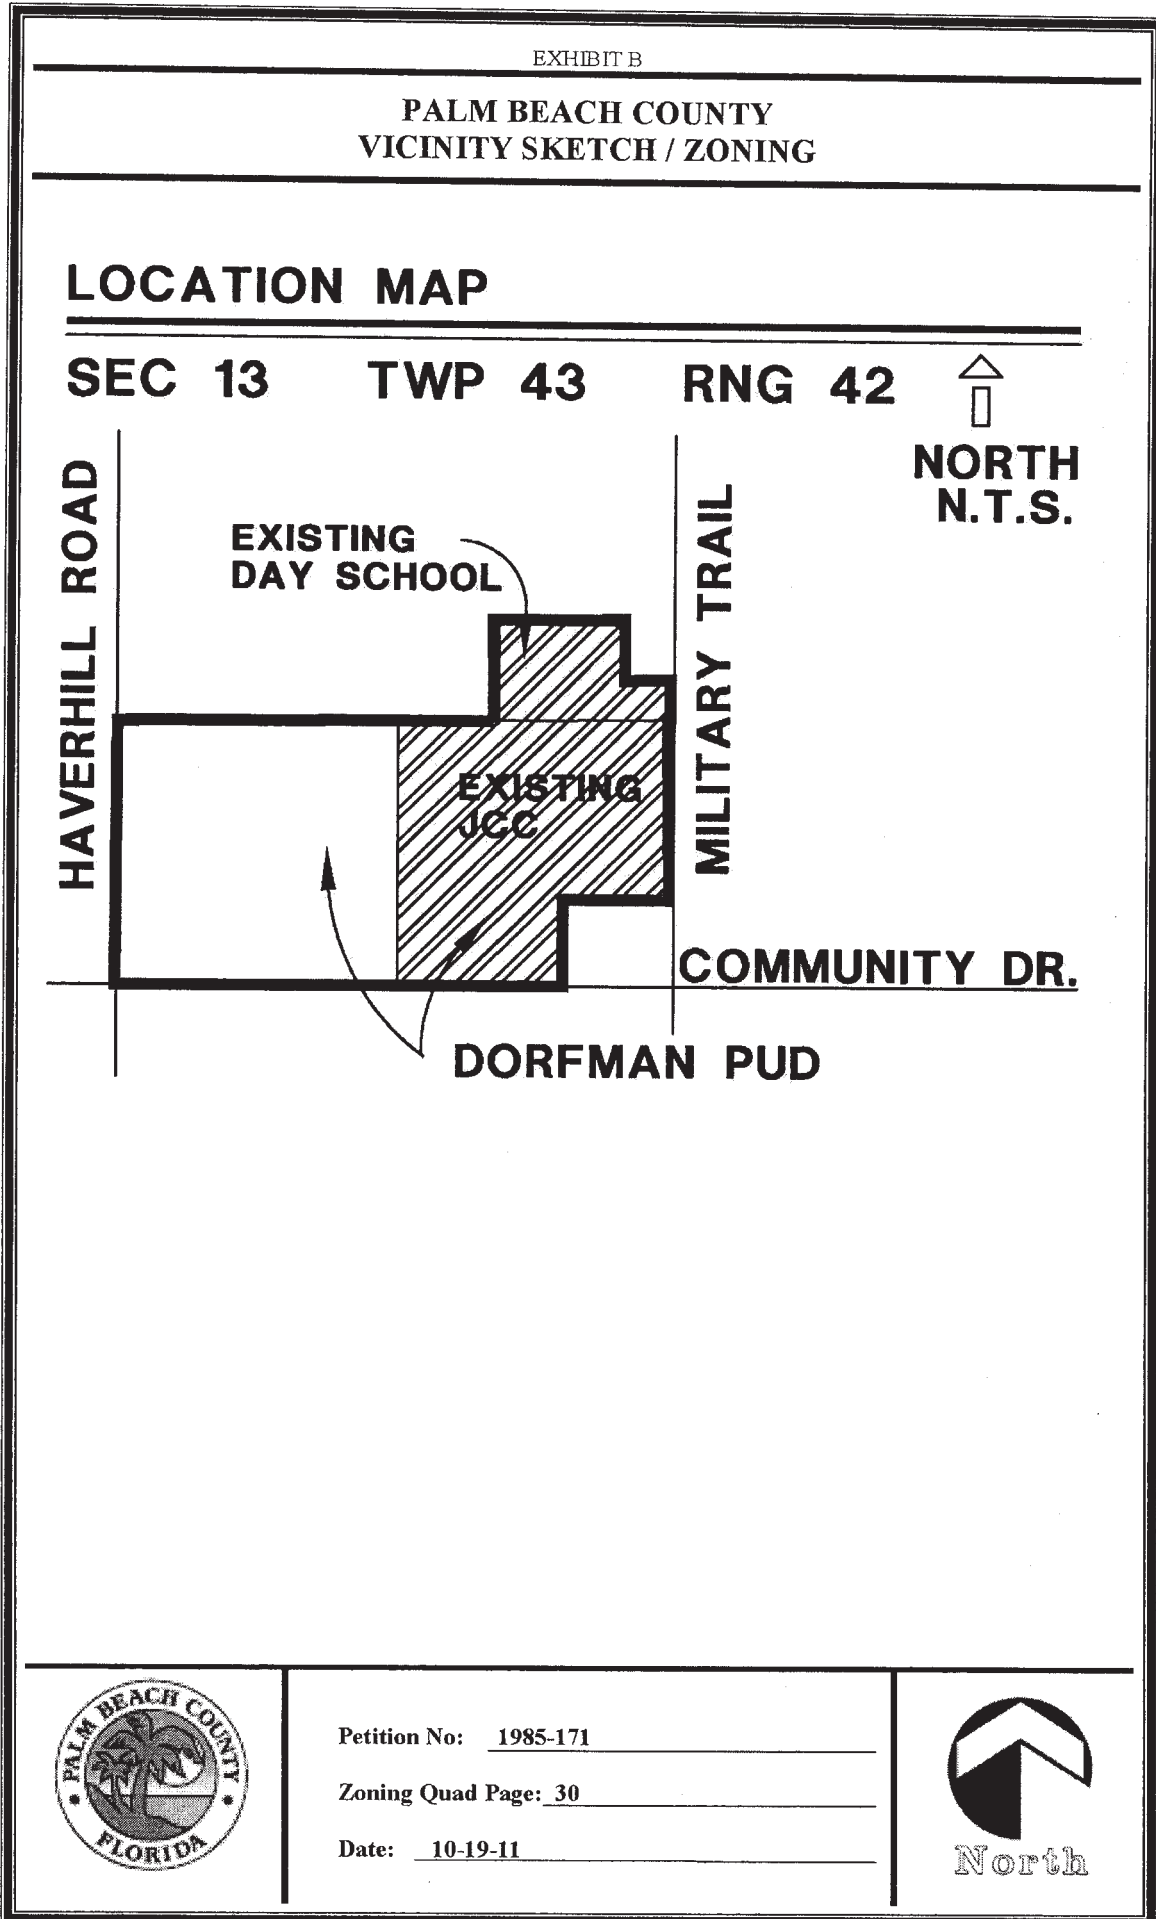 EXHIBIT B
PALM BEACH COUNTY
VICINITY SKETCH / ZONING
LOCATION MAP
SEC 13 TWP 43 RNG 42
NORTH
N.T.S.
HAVERHILL ROAD
EXISTING
DAY SCHOOL
MILITARY TRAIL
EXISTING
JCC
COMMUNITY DR.
DORFMAN PUD
PALM BEACH COUNTY
FLORIDA
Petition No: 1985-171
Zoning Quad Page: 30
Date: 10-19-11
North